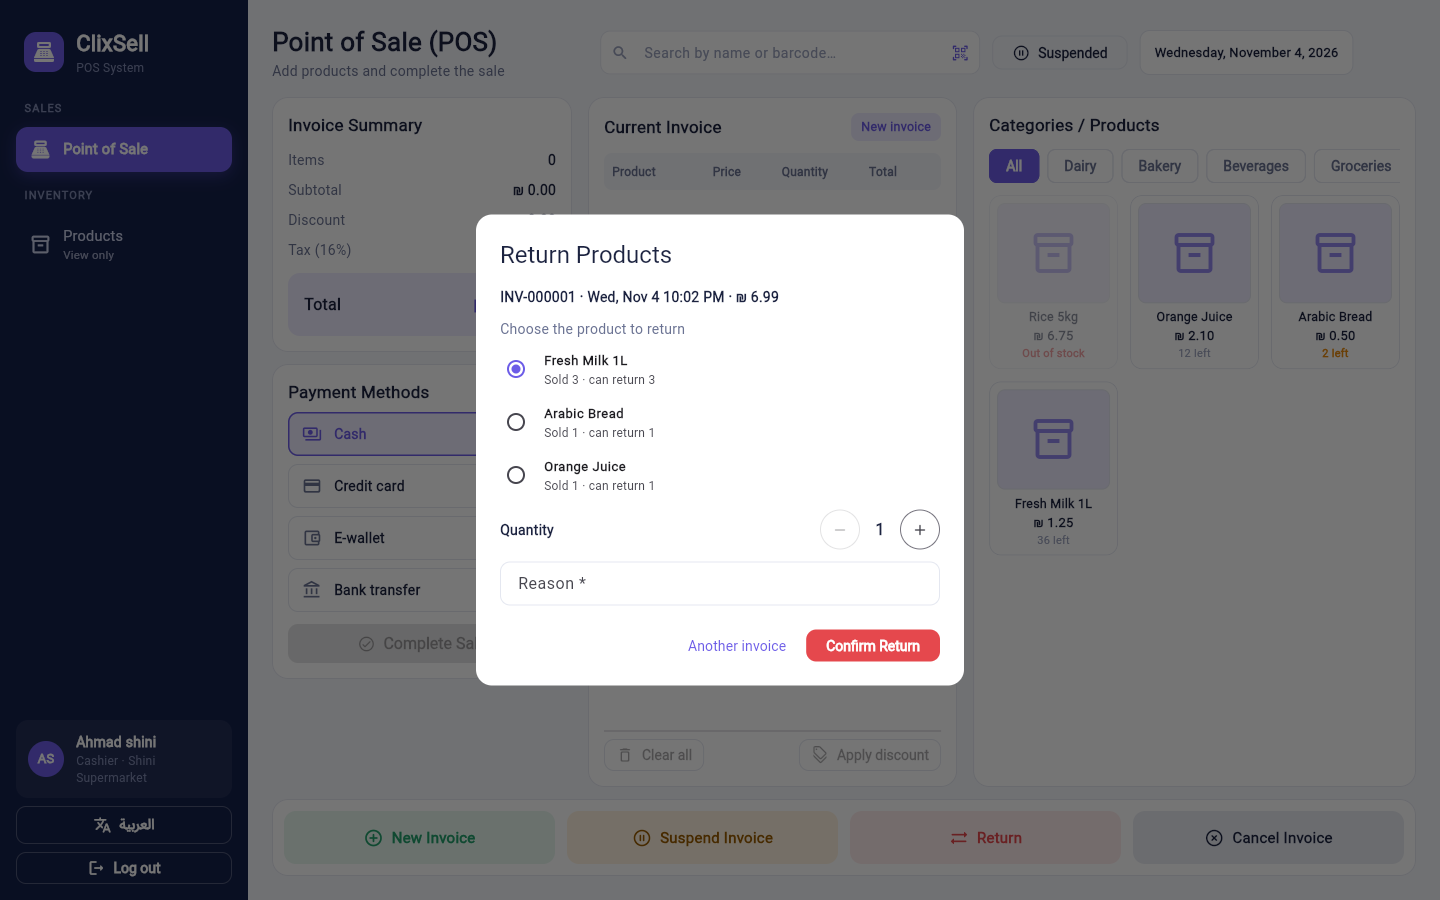 ClixSell
POS System
SALES
Point of Sale
INVENTORY
Products
View only
AS
Ahmad shini
Cashier · Shini
Supermarket
العربية
Log out
Point of Sale (POS)
Add products and complete the sale
Search by name or barcode...
Suspended
Wednesday, November 4, 2026
Invoice Summary
Items 0
Subtotal ₪ 0.00
Discount
Tax (16%)
Total
Payment Methods
Cash
Credit card
E-wallet
Bank transfer
Complete Sa
Current Invoice
New invoice
Product Price Quantity Total
Clear all
Apply discount
Categories / Products
All Dairy Bakery Beverages Groceries
Rice 5kg
₪ 6.75
Out of stock
Orange Juice
₪ 2.10
12 left
Arabic Bread
₪ 0.50
2 left
Fresh Milk 1L
₪ 1.25
36 left
Return Products
INV-000001 · Wed, Nov 4 10:02 PM · ₪ 6.99
Choose the product to return
Fresh Milk 1L
Sold 3 · can return 3
Arabic Bread
Sold 1 · can return 1
Orange Juice
Sold 1 · can return 1
Quantity
1
Reason *
Another invoice
Confirm Return
New Invoice
Suspend Invoice
Return
Cancel Invoice